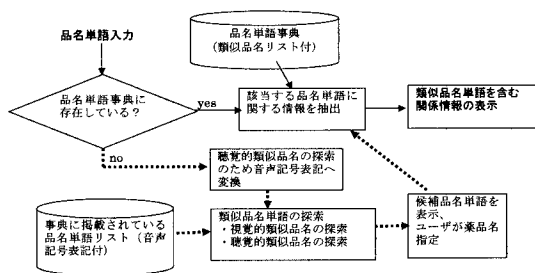 品名単語入力
品名単語事典
(類似品名リスト付)
品名単語事典に
存在している?
yes
該当する品名単語に
関する情報を抽出
類似品名単語を含む
関係情報の表示
no
聴覚的類似品名の探索
のため音声記号表記へ
変換
事典に掲載されている
品名単語リスト(音声
記号表記付)
類似品名単語の探索
・視覚的類似品名の探索
・聴覚的類似品名の探索
候補品名単語を
表示、
ユーザが薬品名
指定